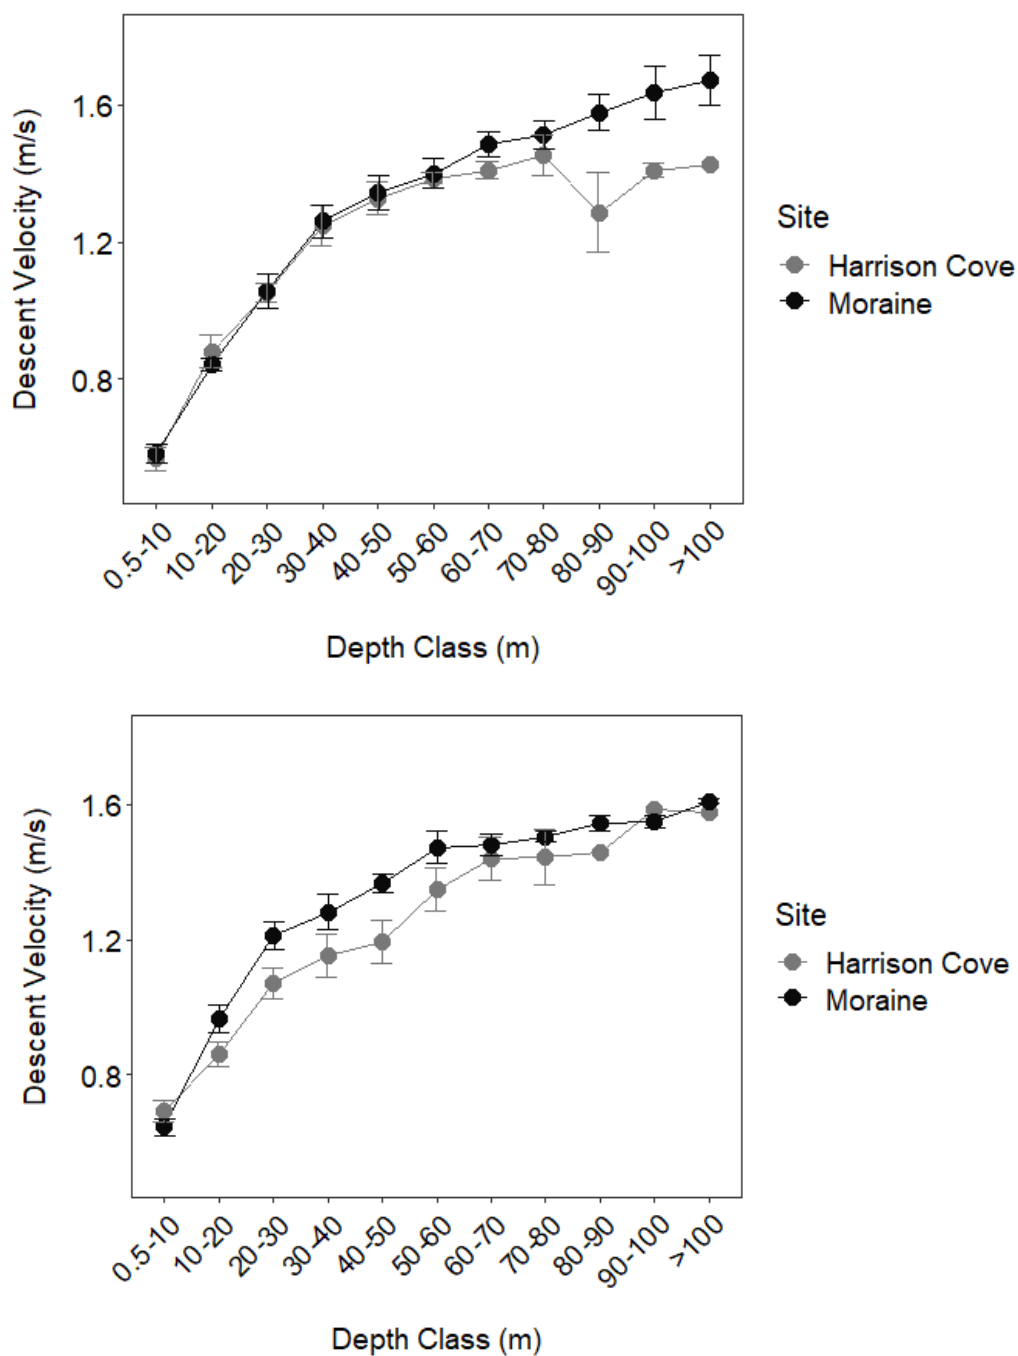 Descent Velocity (m/s)
1.6
1.2
0.8
0.5-10
10-20
20-30
30-40
40-50
50-60
60-70
70-80
80-90
90-100
>100
Depth Class (m)
Site
Harrison Cove
Moraine
Descent Velocity (m/s)
1.6
1.2
0.8
0.5-10
10-20
20-30
30-40
40-50
50-60
60-70
70-80
80-90
90-100
>100
Depth Class (m)
Site
Harrison Cove
Moraine